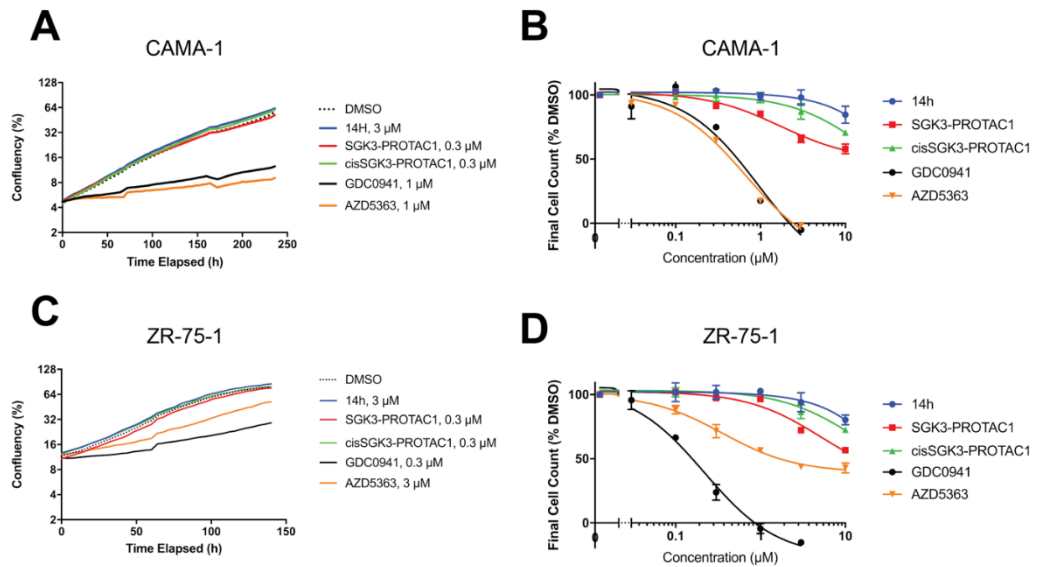 A
CAMA-1
Confluency (%)
128
64
32
16
8
4
2
0 50 100 150 200 250
Time Elapsed (h)
DMSO
14H, 3 µM
SGK3-PROTAC1, 0.3 µM
cisSGK3-PROTAC1, 0.3 µM
GDC0941, 1 µM
AZD5363, 1 µM
B
CAMA-1
Final Cell Count (% DMSO)
100
50
0
0 0.1 1 10
Concentration (µM)
14h
SGK3-PROTAC1
cisSGK3-PROTAC1
GDC0941
AZD5363
C
ZR-75-1
Confluency (%)
128
64
32
16
8
4
2
0 50 100 150
Time Elapsed (h)
DMSO
14h, 3 µM
SGK3-PROTAC1, 0.3 µM
cisSGK3-PROTAC1, 0.3 µM
GDC0941, 0.3 µM
AZD5363, 3 µM
D
ZR-75-1
Final Cell Count (% DMSO)
100
50
0
0 0.1 1 10
Concentration (µM)
14h
SGK3-PROTAC1
cisSGK3-PROTAC1
GDC0941
AZD5363